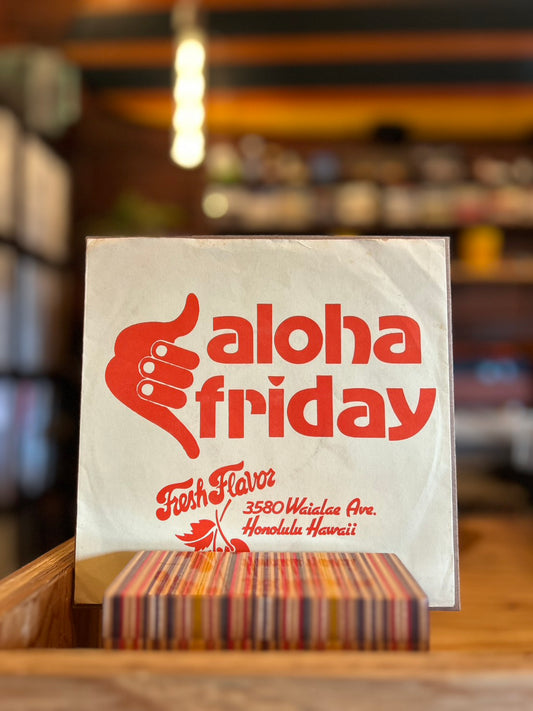 aloha
friday
Fresh Flavor
3580 Waialae Ave.
Honolulu Hawaii